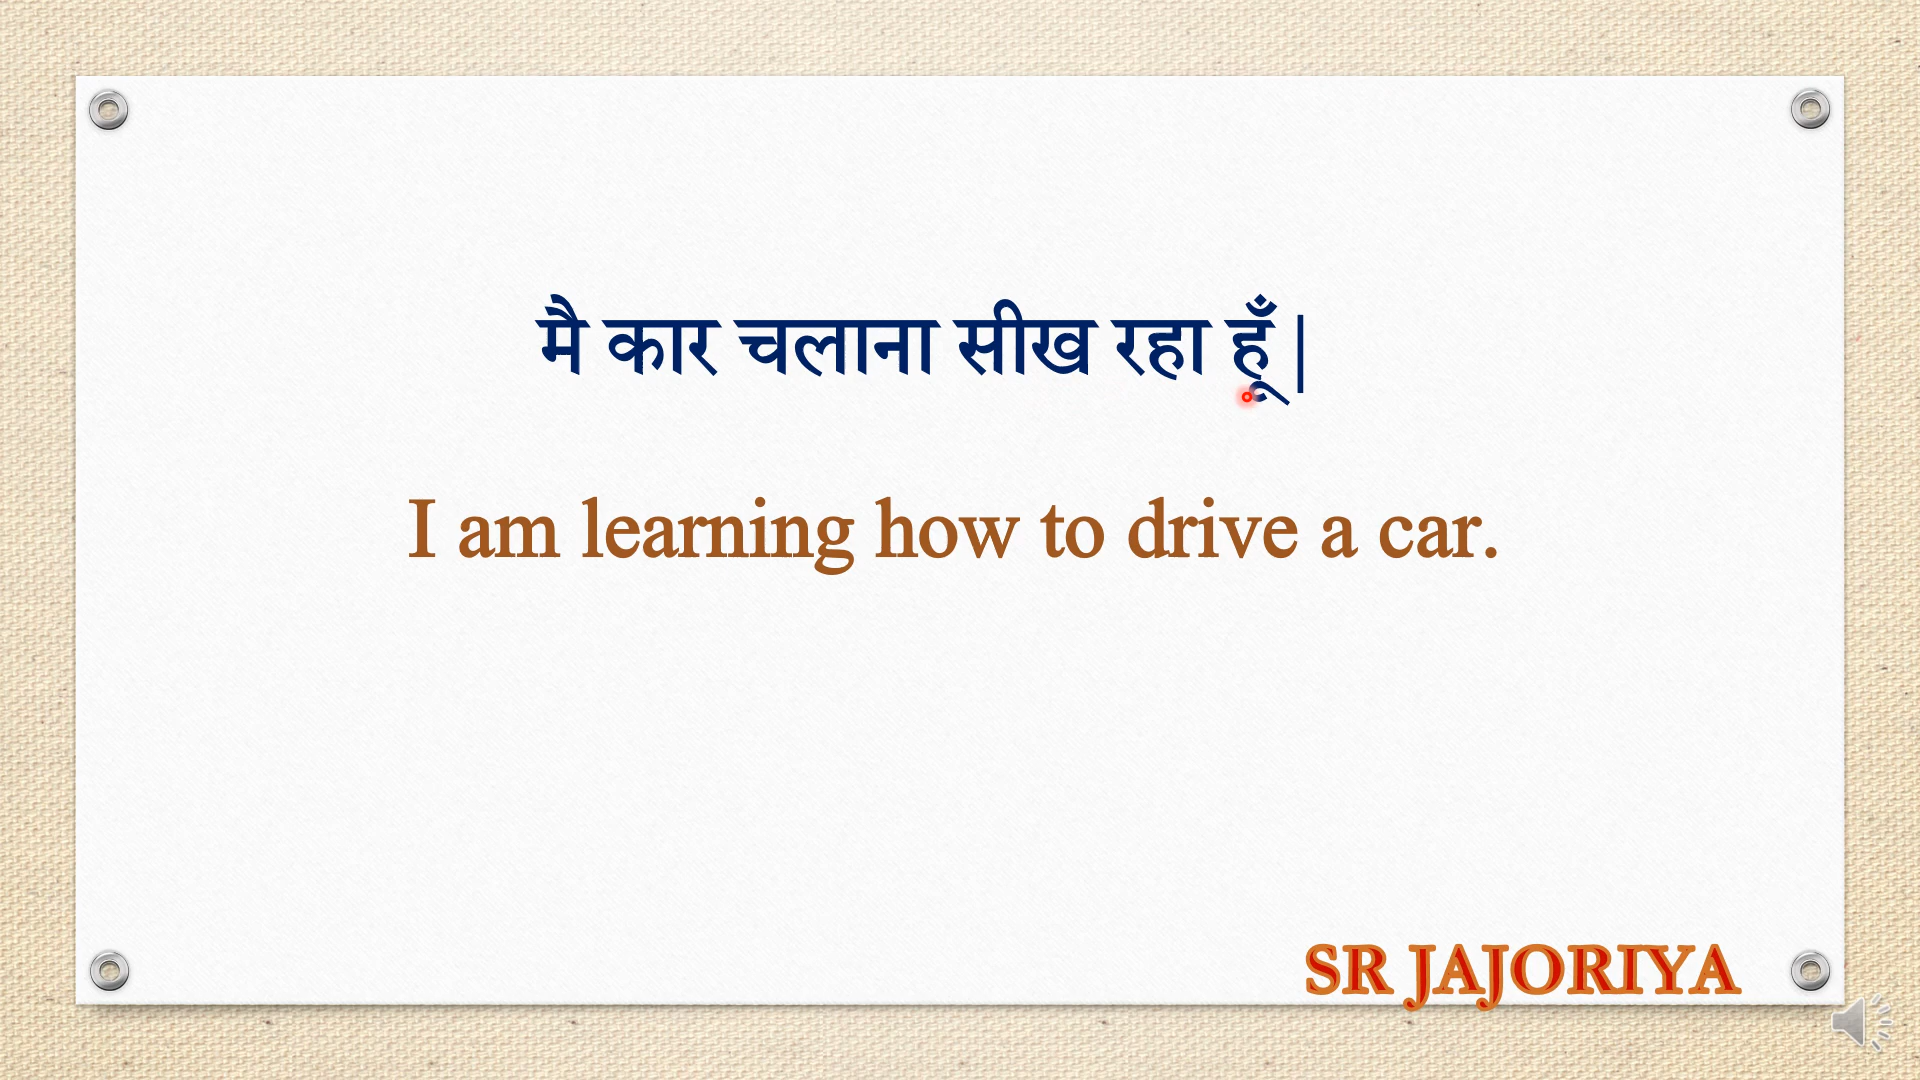 मै कार चलाना सीख रहा हूँ|
I am learning how to drive a car.
SR JAJORIYA